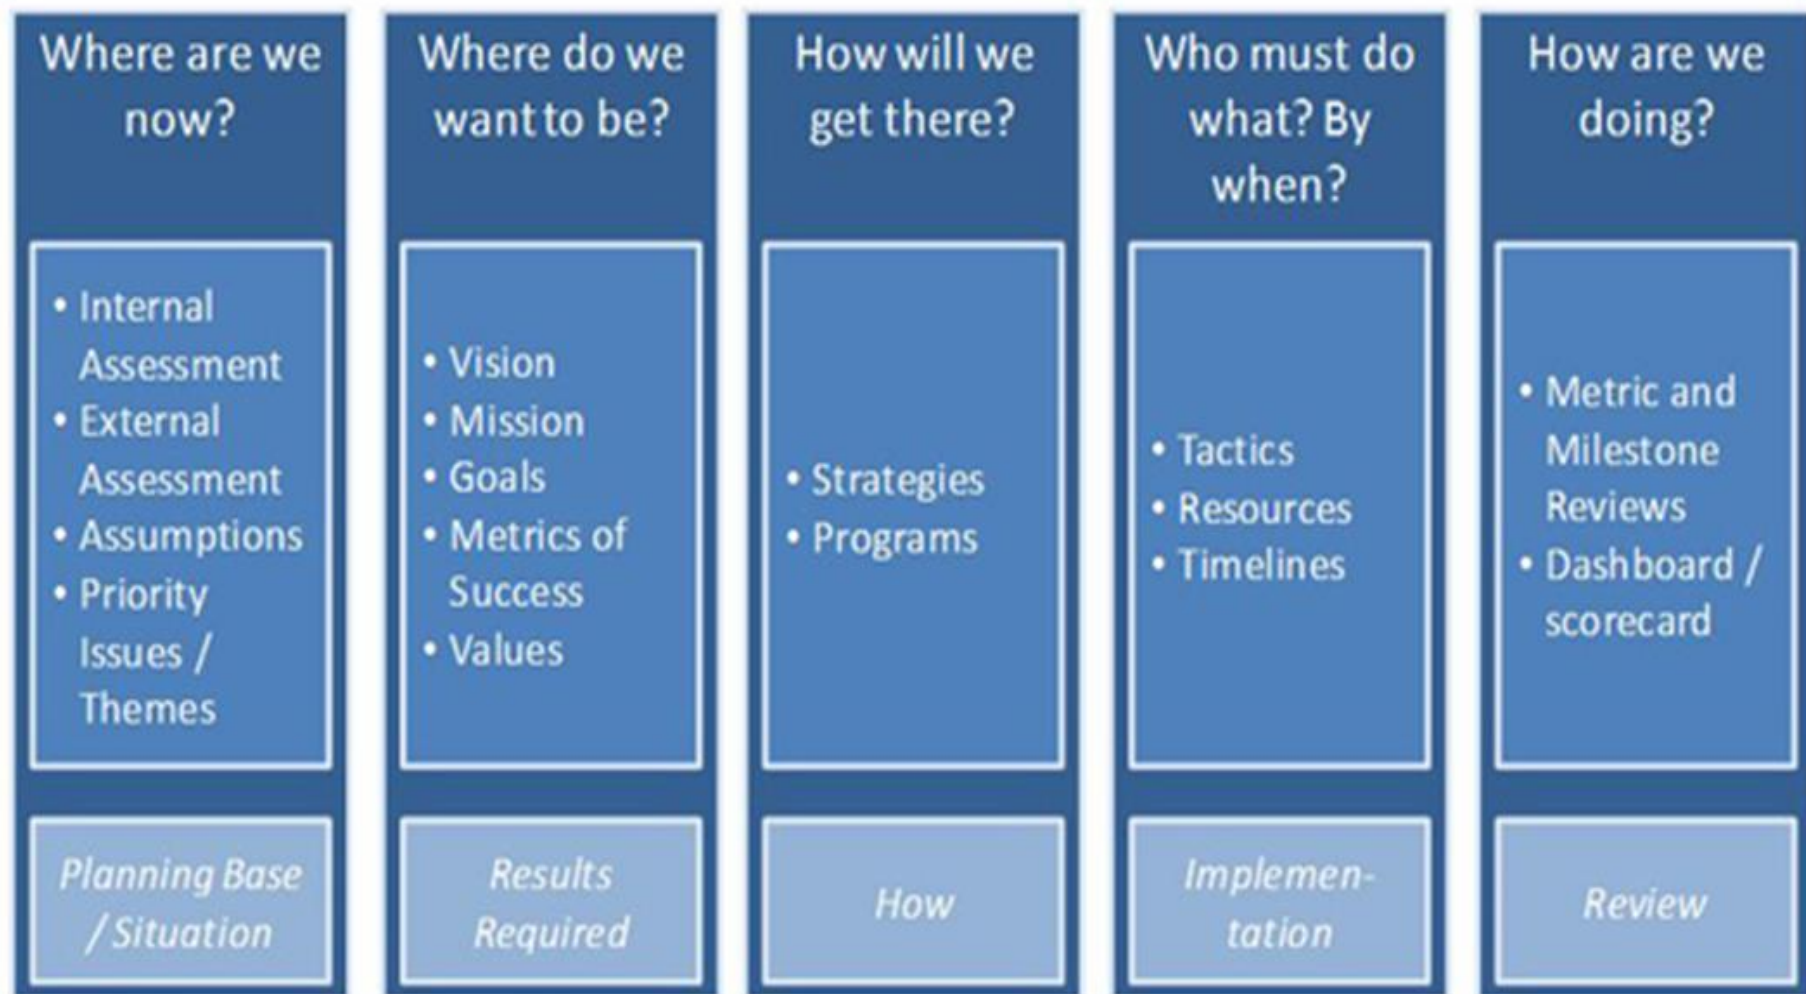 Where are we
now?
• Internal
Assessment
• External
Assessment
• Assumptions
• Priority
Issues /
Themes
Planning Base
/ Situation
Where do we
want to be?
• Vision
• Mission
• Goals
• Metrics of
Success
• Values
Results
Required
How will we
get there?
• Strategies
• Programs
How
Who must do
what? By
when?
• Tactics
• Resources
• Timelines
Implemen-
tation
How are we
doing?
• Metric and
Milestone
Reviews
• Dashboard /
scorecard
Review